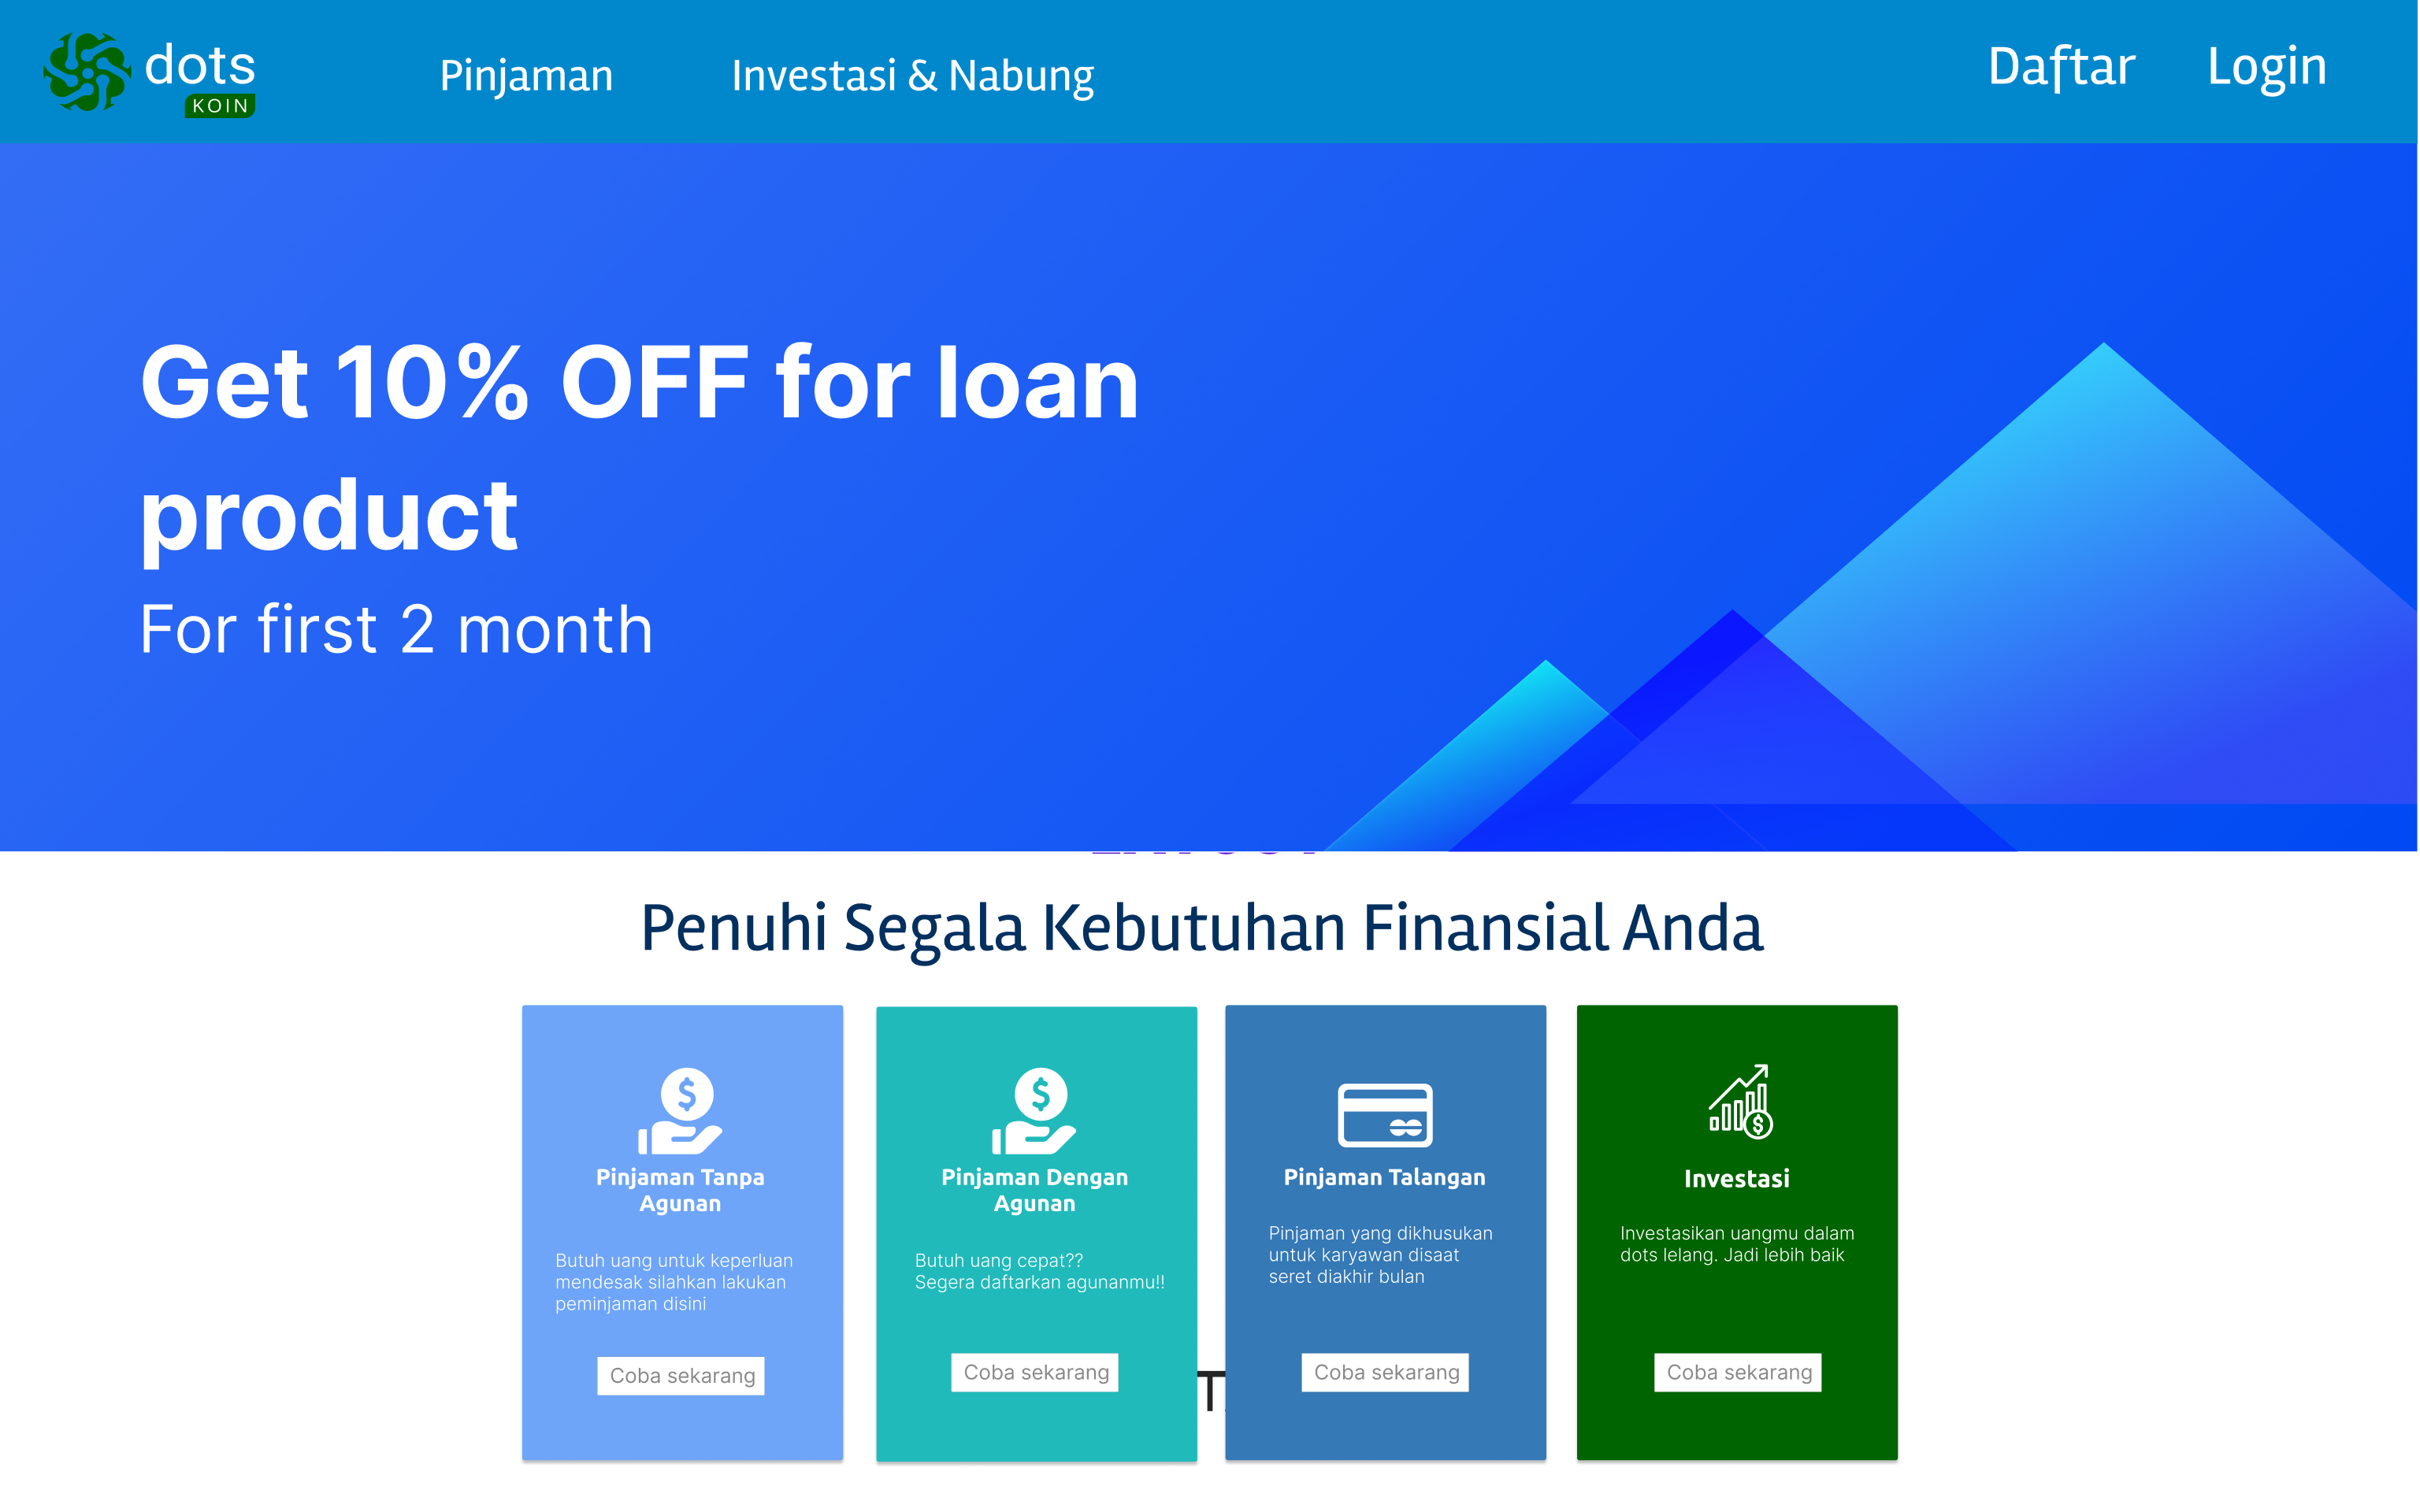 dots
KOIN
Pinjaman
Investasi & Nabung
Daftar
Login
Get 10% OFF for loan
product
For first 2 month
Penuhi Segala Kebutuhan Finansial Anda
Pinjaman Tanpa
Agunan
Butuh uang untuk keperluan
mendesak silahkan lakukan
peminjaman disini
Coba sekarang
Pinjaman Dengan
Agunan
Butuh uang cepat??
Segera daftarkan agunanmu!!
Coba sekarang
Pinjaman Talangan
Pinjaman yang dikhusukan
untuk karyawan disaat
seret diakhir bulan
Coba sekarang
Investasi
Investasikan uangmu dalam
dots lelang. Jadi lebih baik
Coba sekarang